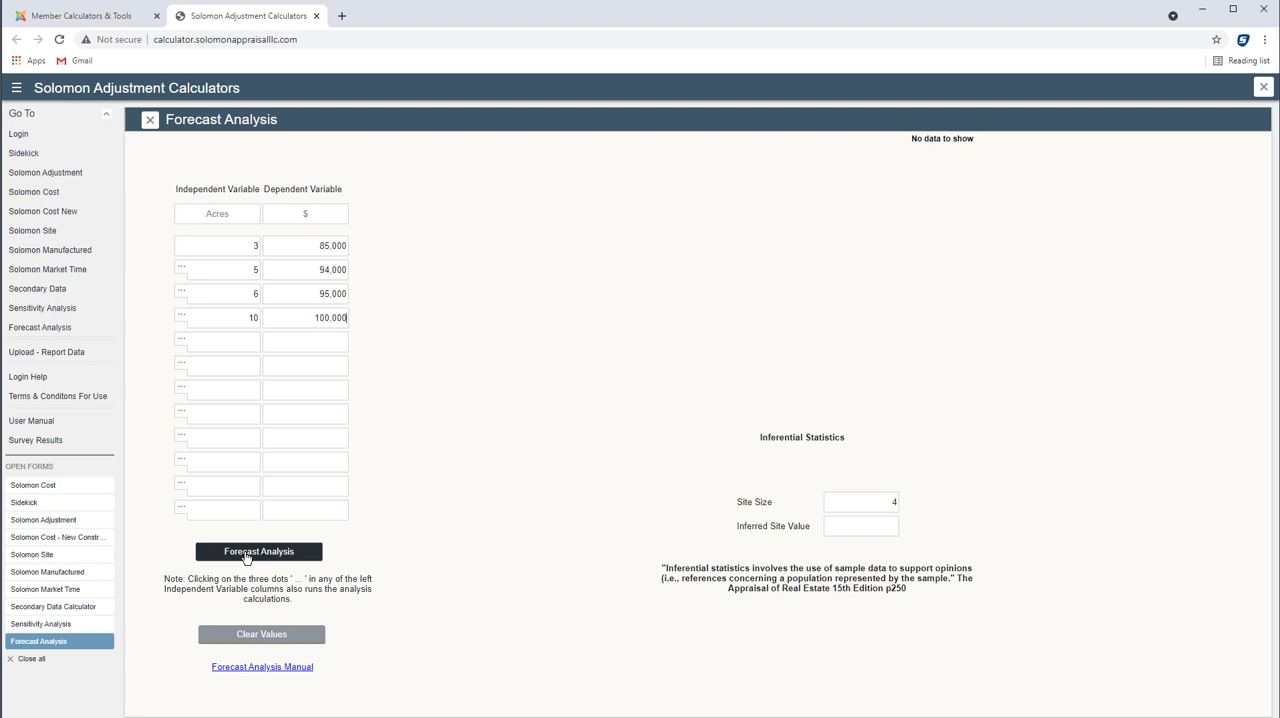 Member Calculators & Tools
Solomon Adjustment Calculators
Not secure
calculator.solomonappraisalllc.com
Apps
Gmail
Reading list
Solomon Adjustment Calculators
Go To
Login
Sidekick
Solomon Adjustment
Solomon Cost
Solomon Cost New
Solomon Site
Solomon Manufactured
Solomon Market Time
Secondary Data
Sensitivity Analysis
Forecast Analysis
Upload - Report Data
Login Help
Terms & Conditons For Use
User Manual
Survey Results
OPEN FORMS
Solomon Cost
Sidekick
Solomon Adjustment
Solomon Cost - New Constr...
Solomon Site
Solomon Manufactured
Solomon Market Time
Secondary Data Calculator
Sensitivity Analysis
Forecast Analysis
Close all
Forecast Analysis
No data to show
Independent Variable Dependent Variable
Acres $
3 85,000
... 5 94,000
... 6 95,000
... 10 100,000
...
...
...
...
...
...
...
...
Forecast Analysis
Note: Clicking on the three dots ' ... ' in any of the left
Independent Variable columns also runs the analysis
calculations.
Clear Values
Forecast Analysis Manual
Inferential Statistics
Site Size 4
Inferred Site Value
"Inferential statistics involves the use of sample data to support opinions
(i.e., references concerning a population represented by the sample." The
Appraisal of Real Estate 15th Edition p250